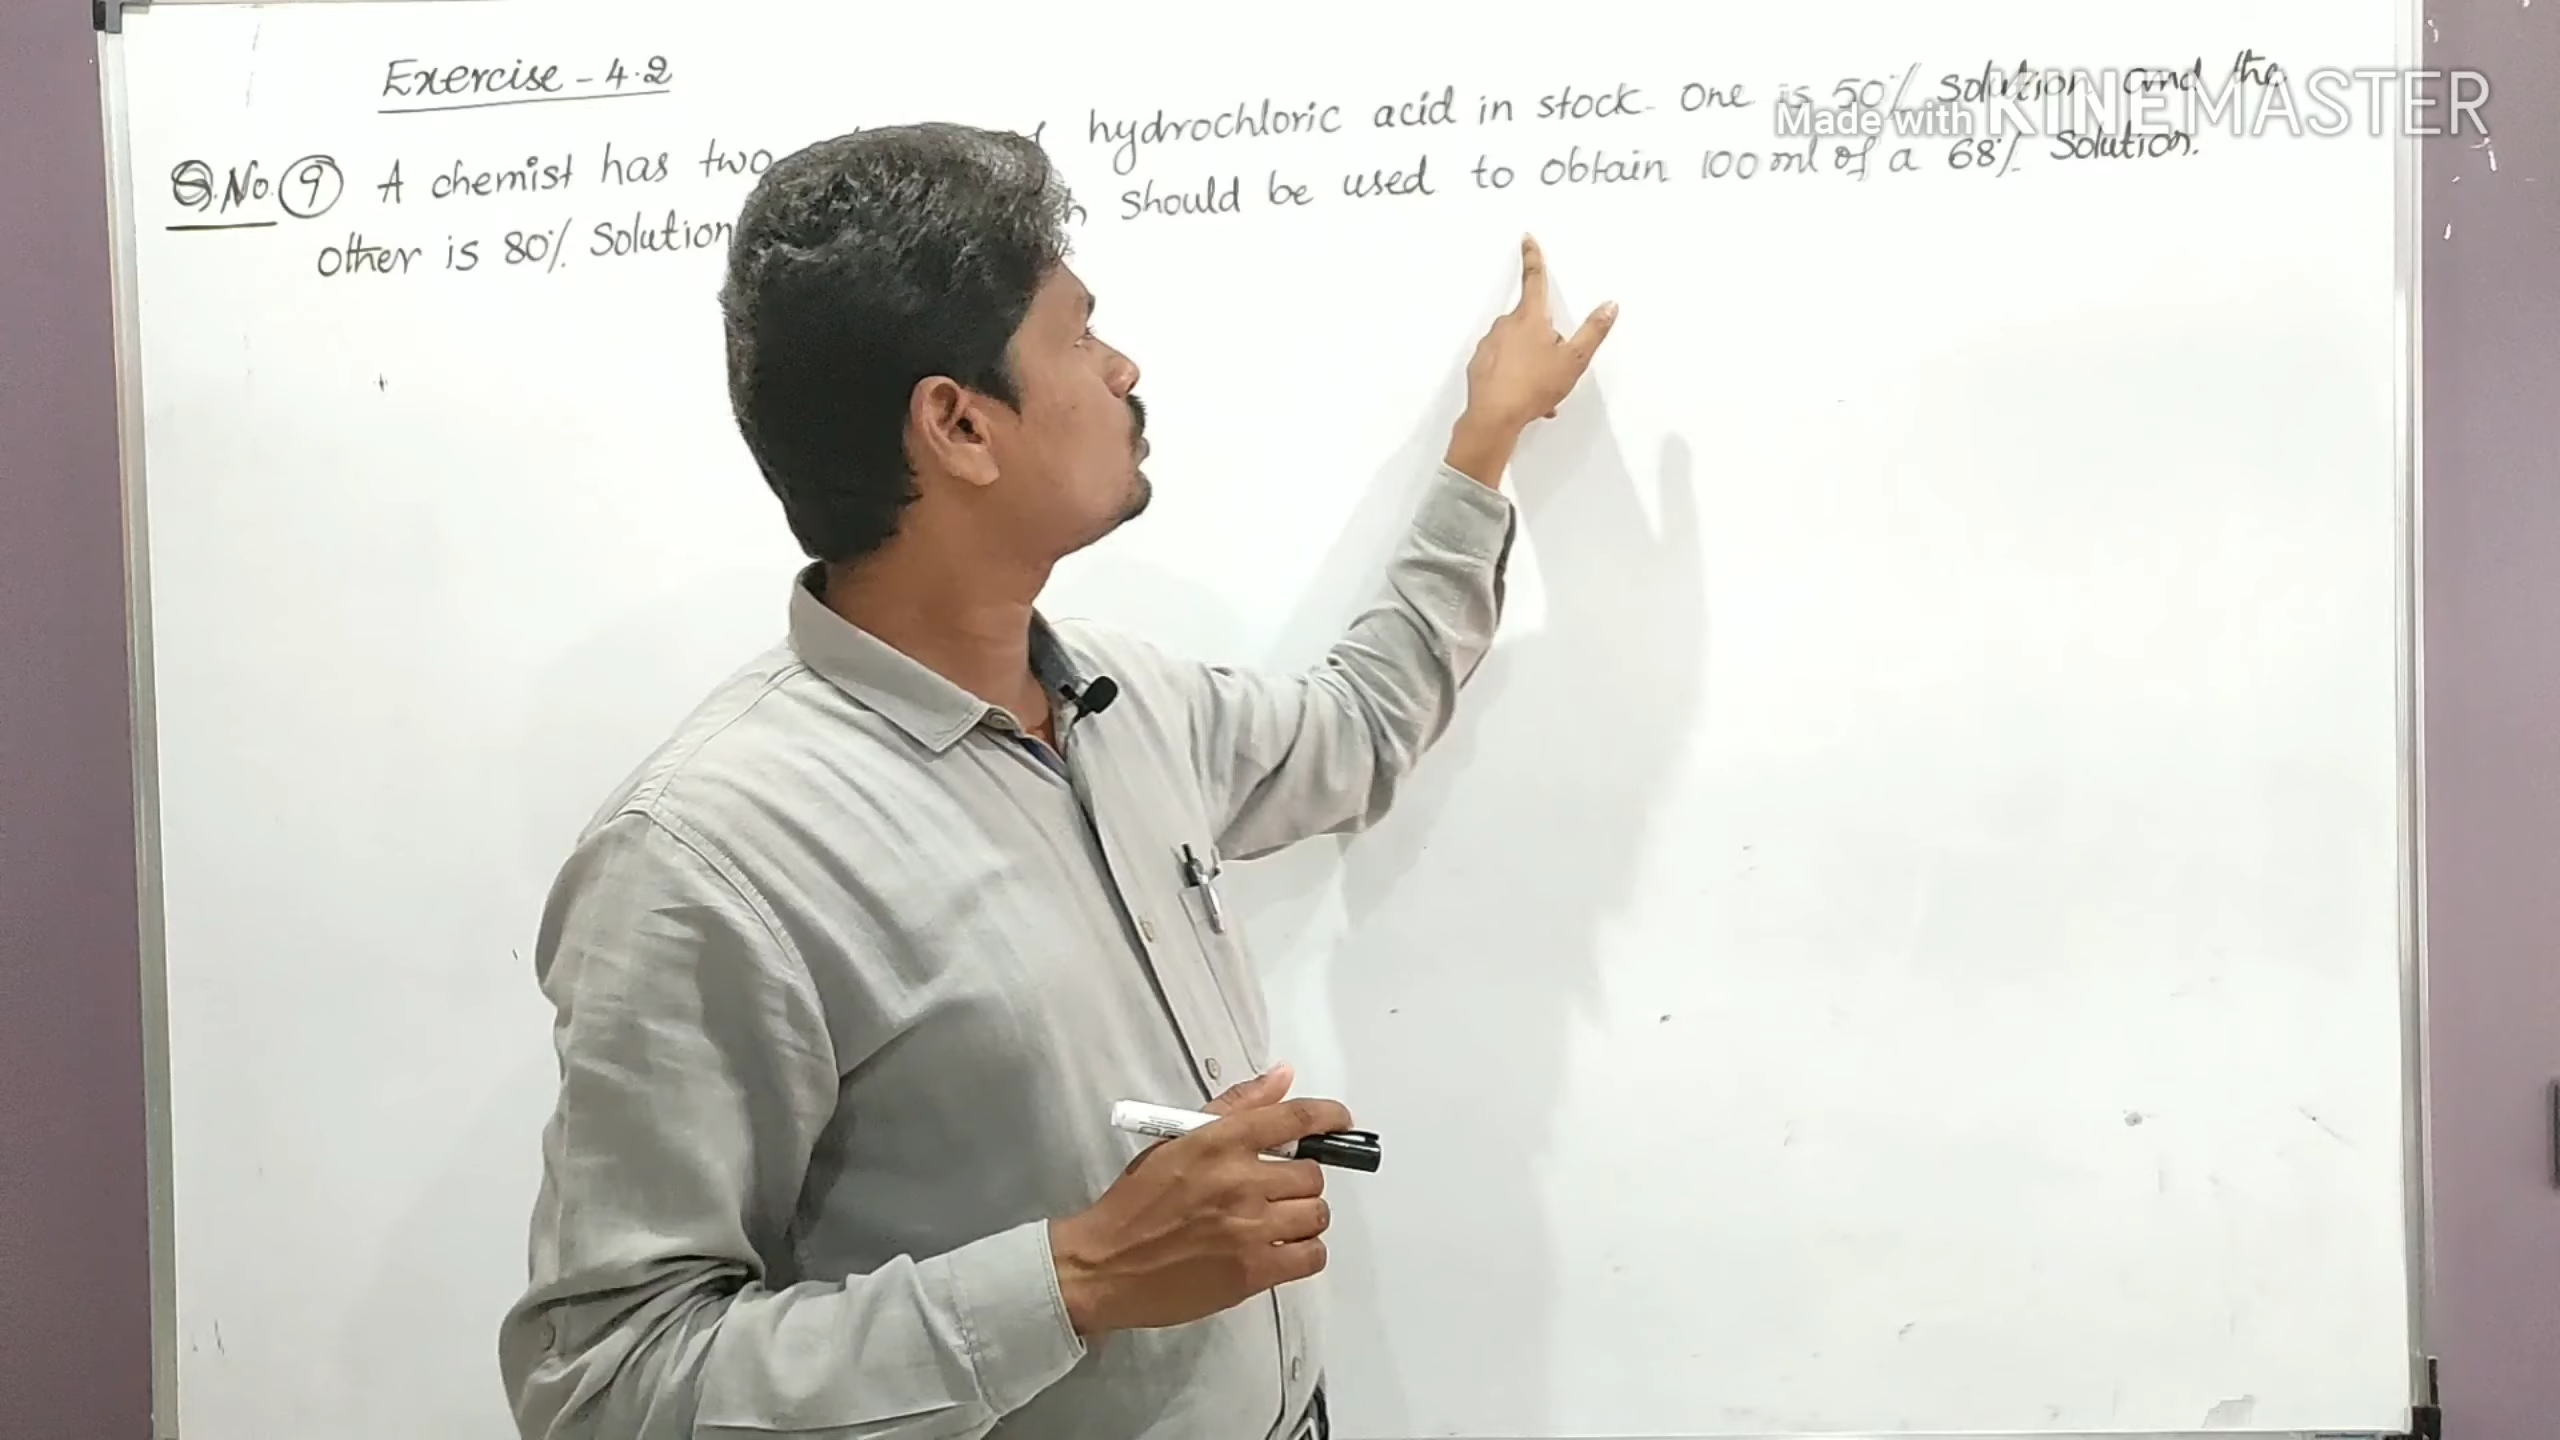 Exercise - 4.2
Q.No. 9 A chemist has two hydrochloric acid in stock. One is 50% solution and the
other is 80% solution should be used to obtain 100 ml of a 68% solution.
Made with KINEMASTER